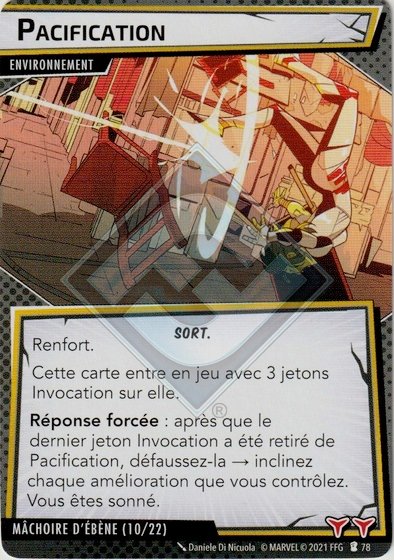 PACIFICATION
ENVIRONNEMENT
SORT.
Renfort.
Cette carte entre en jeu avec 3 jetons
Invocation sur elle.
Réponse forcée : après que le
dernier jeton Invocation a été retiré de
Pacification, défaussez-la → inclinez
chaque amélioration que vous contrôlez.
Vous êtes sonné.
MÂCHOIRE D'ÉBÈNE (10/22)
Daniele Di Nicuola © MARVEL © 2021 FFG 78